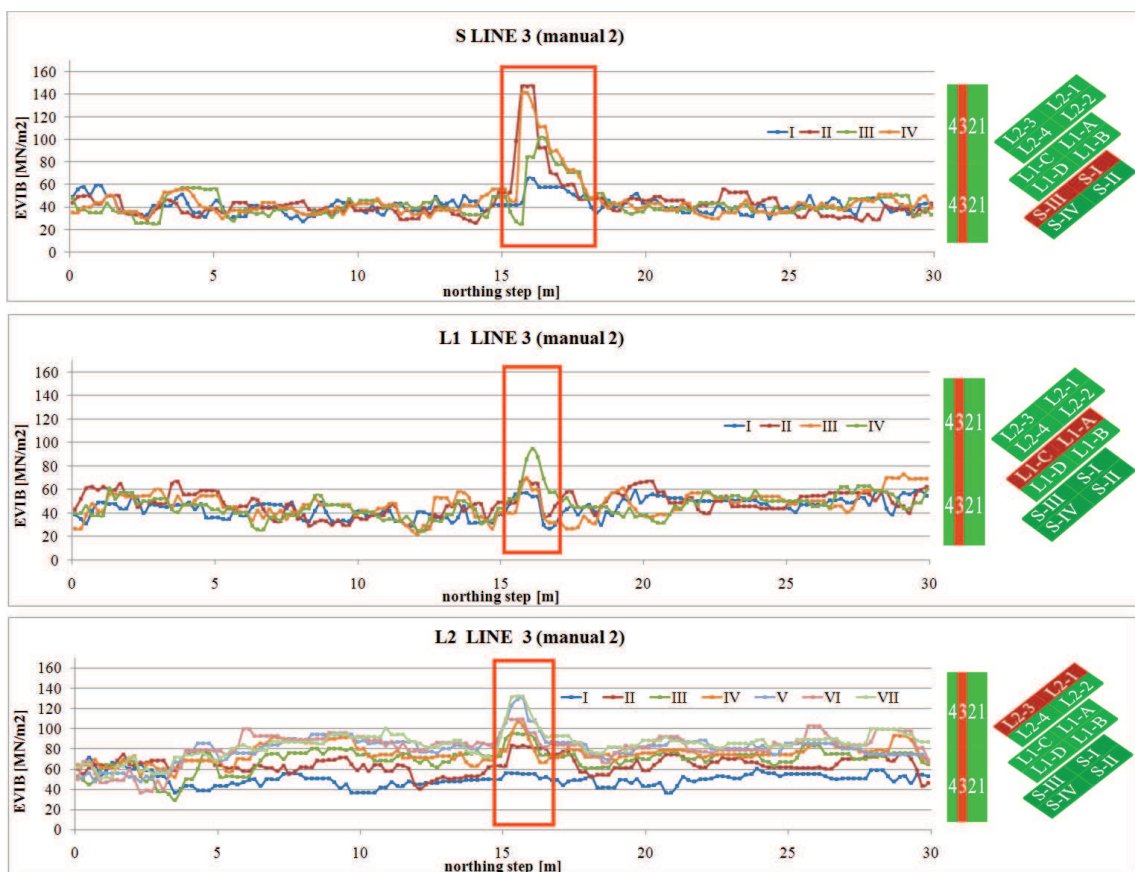 S LINE 3 (manual 2)
EVIB [MN/m2]
160
140
120
100
80
60
40
20
0
I II III IV
0 5 10 15 20 25 30
northing step [m]
4321
4321
L2-3 L2-1
L2-4 L2-2
L1-C L1-A
L1-D L1-B
S-III S-I
S-IV S-II
L1 LINE 3 (manual 2)
EVIB [MN/m2]
160
140
120
100
80
60
40
20
0
I II III IV
0 5 10 15 20 25 30
northing step [m]
4321
4321
L2-3 L2-1
L2-4 L2-2
L1-C L1-A
L1-D L1-B
S-III S-I
S-IV S-II
L2 LINE 3 (manual 2)
EVIB [MN/m2]
160
140
120
100
80
60
40
20
0
I II III IV V VI VII
0 5 10 15 20 25 30
northing step [m]
4321
4321
L2-3 L2-1
L2-4 L2-2
L1-C L1-A
L1-D L1-B
S-III S-I
S-IV S-II